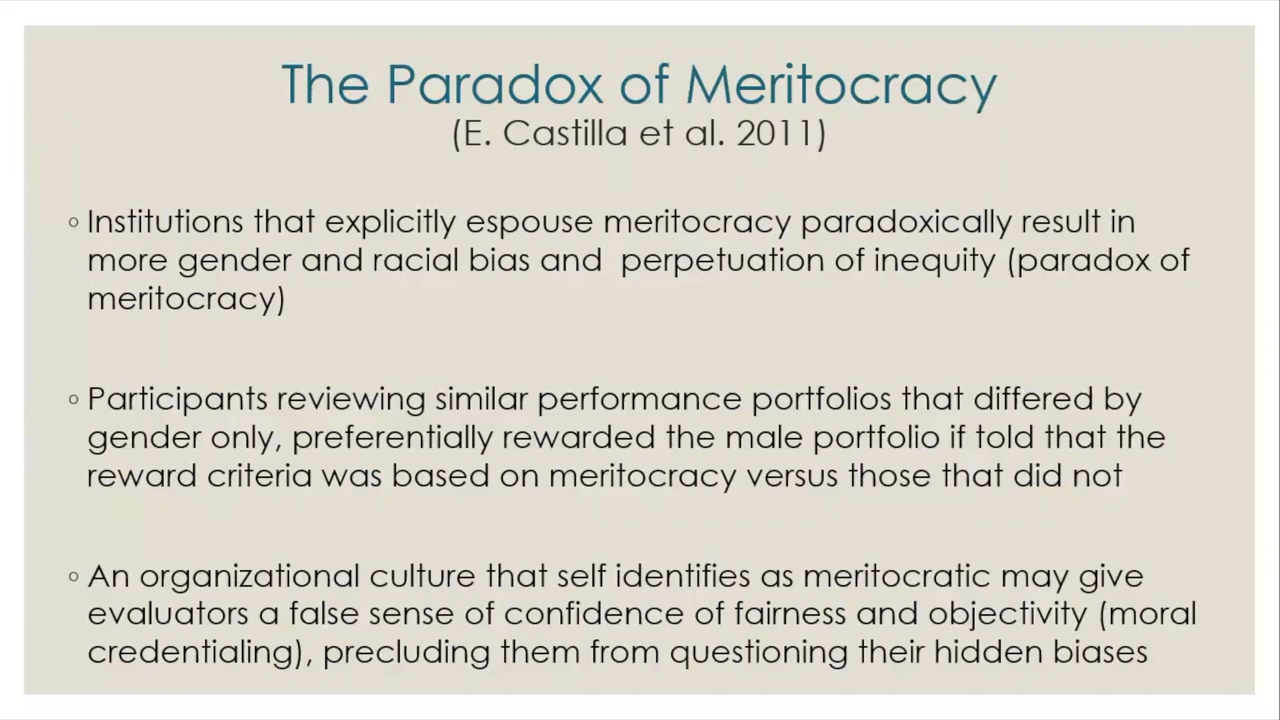 The Paradox of Meritocracy
(E. Castilla et al. 2011)
◦ Institutions that explicitly espouse meritocracy paradoxically result in
more gender and racial bias and  perpetuation of inequity (paradox of
meritocracy)
◦ Participants reviewing similar performance portfolios that differed by
gender only, preferentially rewarded the male portfolio if told that the
reward criteria was based on meritocracy versus those that did not
◦ An organizational culture that self identifies as meritocratic may give
evaluators a false sense of confidence of fairness and objectivity (moral
credentialing), precluding them from questioning their hidden biases